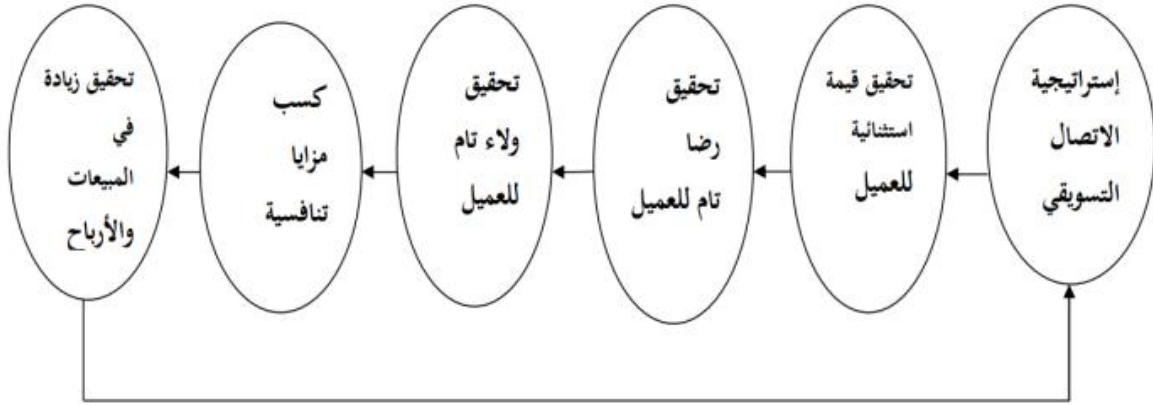 إستراتيجية
الاتصال
التسويقي
تحقيق قيمة
استثنائية
للعميل
تحقيق
رضا
تام للعميل
تحقيق
ولاء تام
للعميل
كسب
مزايا
تنافسية
تحقيق زيادة
في
المبيعات
والأرباح